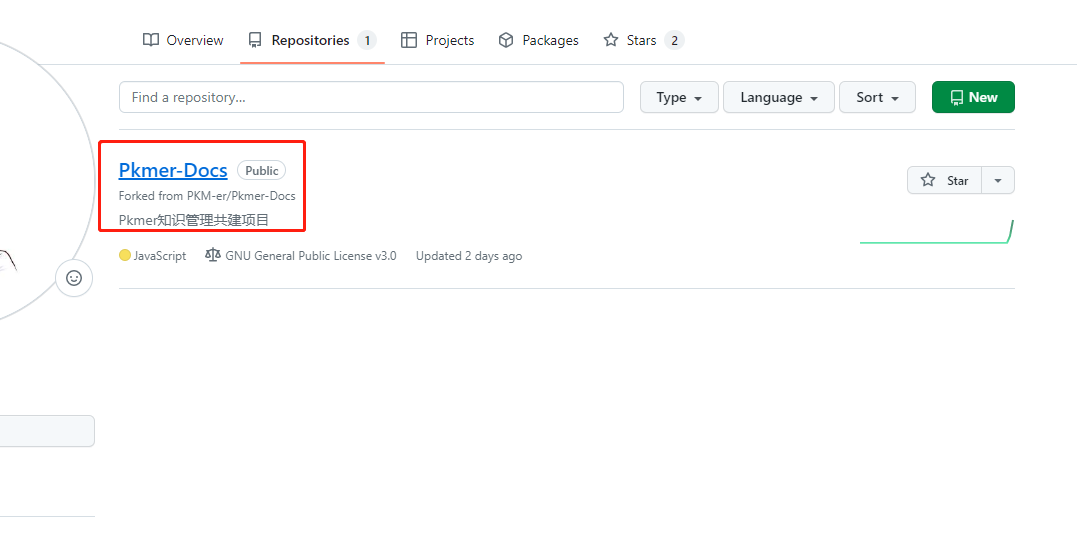 Overview Repositories 1 Projects Packages Stars 2
Find a repository... Type Language Sort New
Pkmer-Docs Public
Star
Forked from PKM-er/Pkmer-Docs
Pkmer知识管理共建项目
JavaScript GNU General Public License v3.0 Updated 2 days ago